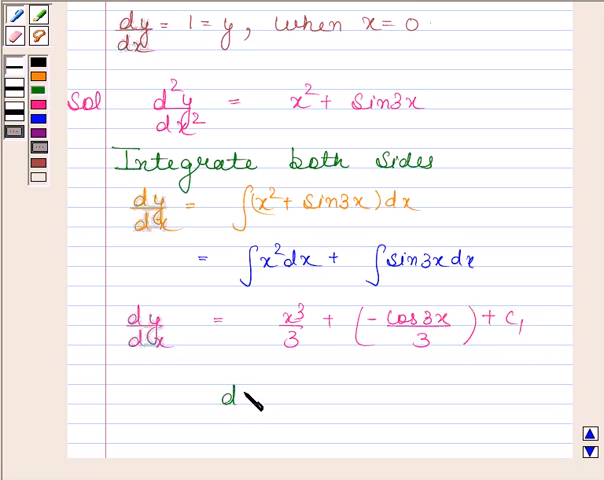 dy/dx = 1 = y, when x = 0.
Sol d²y/dx² = x² + sin3x
Integrate both sides
dy/dx = ∫(x² + sin3x)dx
= ∫x²dx + ∫sin3x dx
dy/dx = x³/3 + (-cos3x/3) + C₁
d